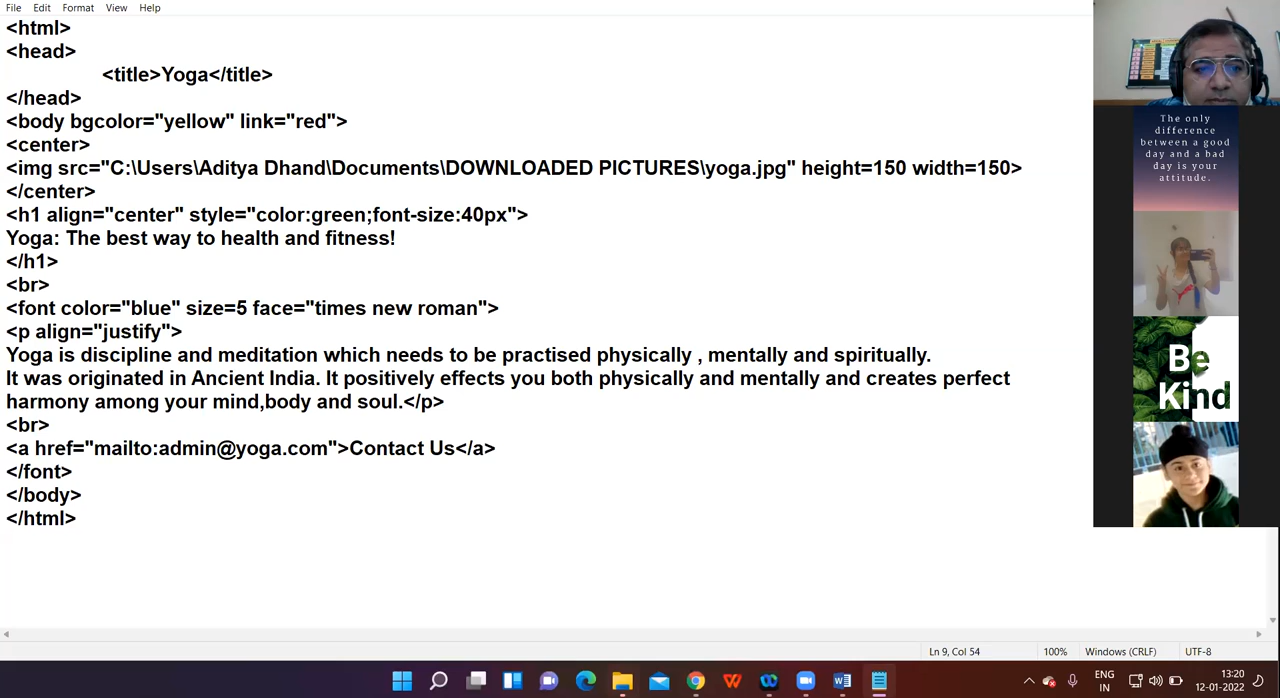 File Edit Format View Help
<html>
<head>
<title>Yoga</title>
</head>
<body bgcolor="yellow" link="red">
<center>
<img src="C:\Users\Aditya Dhand\Documents\DOWNLOADED PICTURES\yoga.jpg" height=150 width=150>
</center>
<h1 align="center" style="color:green;font-size:40px">
Yoga: The best way to health and fitness!
</h1>
<br>
<font color="blue" size=5 face="times new roman">
<p align="justify">
Yoga is discipline and meditation which needs to be practised physically , mentally and spiritually.
It was originated in Ancient India. It positively effects you both physically and mentally and creates perfect
harmony among your mind,body and soul.</p>
<br>
<a href="mailto:admin@yoga.com">Contact Us</a>
</font>
</body>
</html>
The only
difference
between a good
day and a bad
day is your
attitude.
Be
Kind
Ln 9, Col 54 100% Windows (CRLF) UTF-8
ENG
IN
13:20
12-01-2022